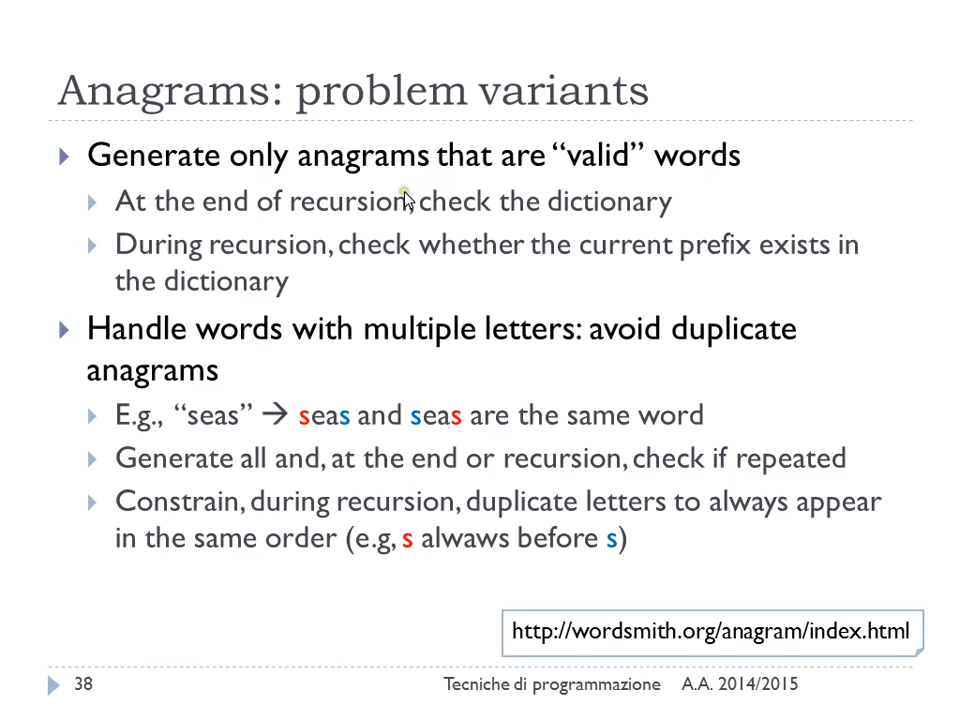 Anagrams: problem variants
Generate only anagrams that are “valid” words
At the end of recursion, check the dictionary
During recursion, check whether the current prefix exists in
the dictionary
Handle words with multiple letters: avoid duplicate
anagrams
E.g., “seas” → seas and seas are the same word
Generate all and, at the end or recursion, check if repeated
Constrain, during recursion, duplicate letters to always appear
in the same order (e.g, s alwaws before s)
http://wordsmith.org/anagram/index.html
38 Tecniche di programmazione A.A. 2014/2015